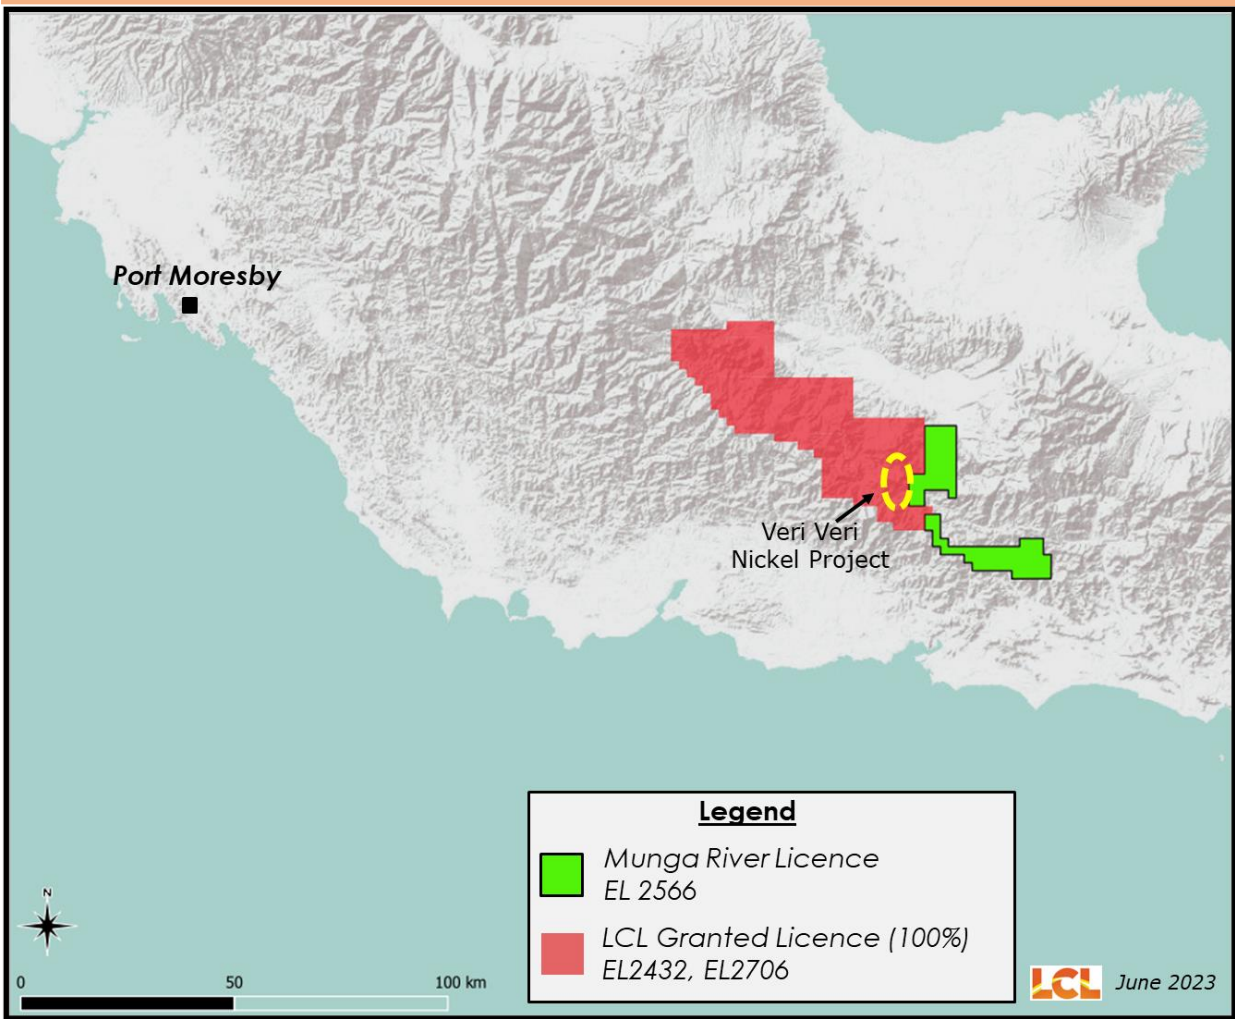 Port Moresby
Veri Veri
Nickel Project
Legend
Munga River Licence
EL 2566
LCL Granted Licence (100%)
EL2432, EL2706
N
0 50 100 km
LCL June 2023